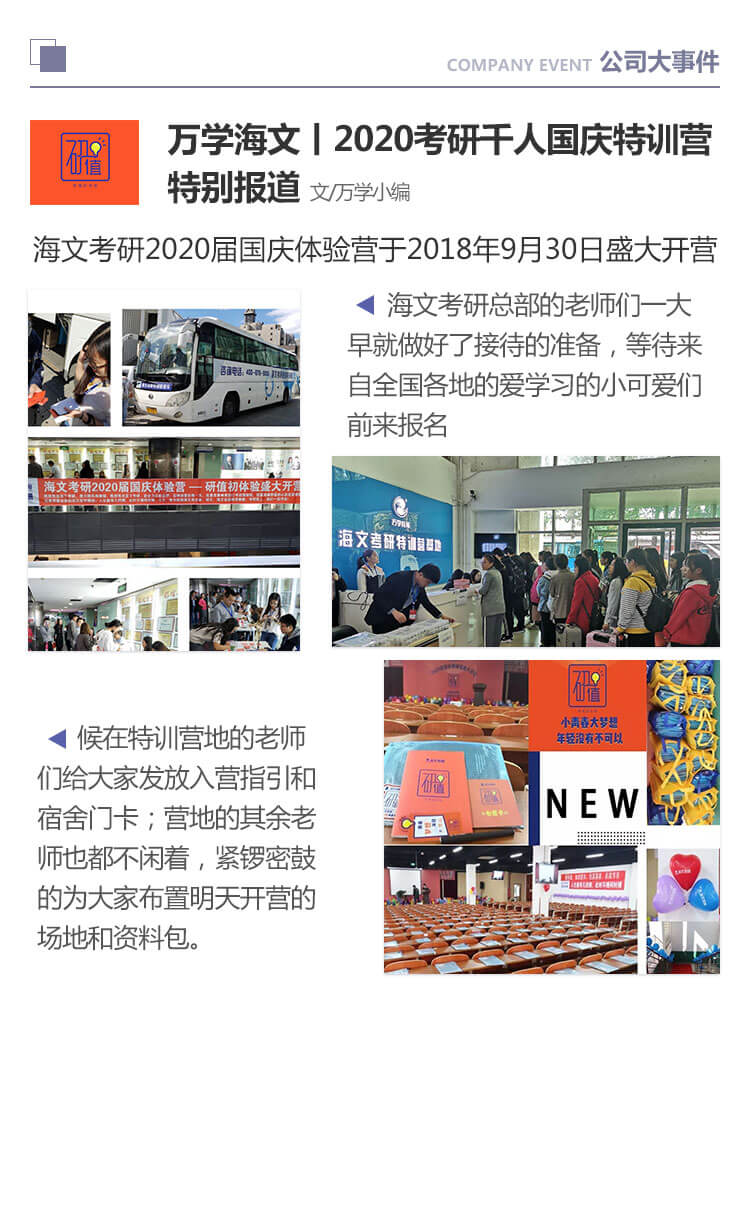 COMPANY EVENT 公司大事件
研值
万学海文丨2020考研千人国庆特训营
特别报道 文/万学小编
海文考研2020届国庆体验营于2018年9月30日盛大开营
◀ 海文考研总部的老师们一大
早就做好了接待的准备，等待来
自全国各地的爱学习的小可爱们
前来报名
海文考研2020届国庆体验营 — 研值初体验盛大开营
万学教育
海文考研特训营基地
◀ 候在特训营地的老师
们给大家发放入营指引和
宿舍门卡；营地的其余老
师也都不闲着，紧锣密鼓
的为大家布置明天开营的
场地和资料包。
研值
小青春大梦想
年轻没有不可以
研值
NEW